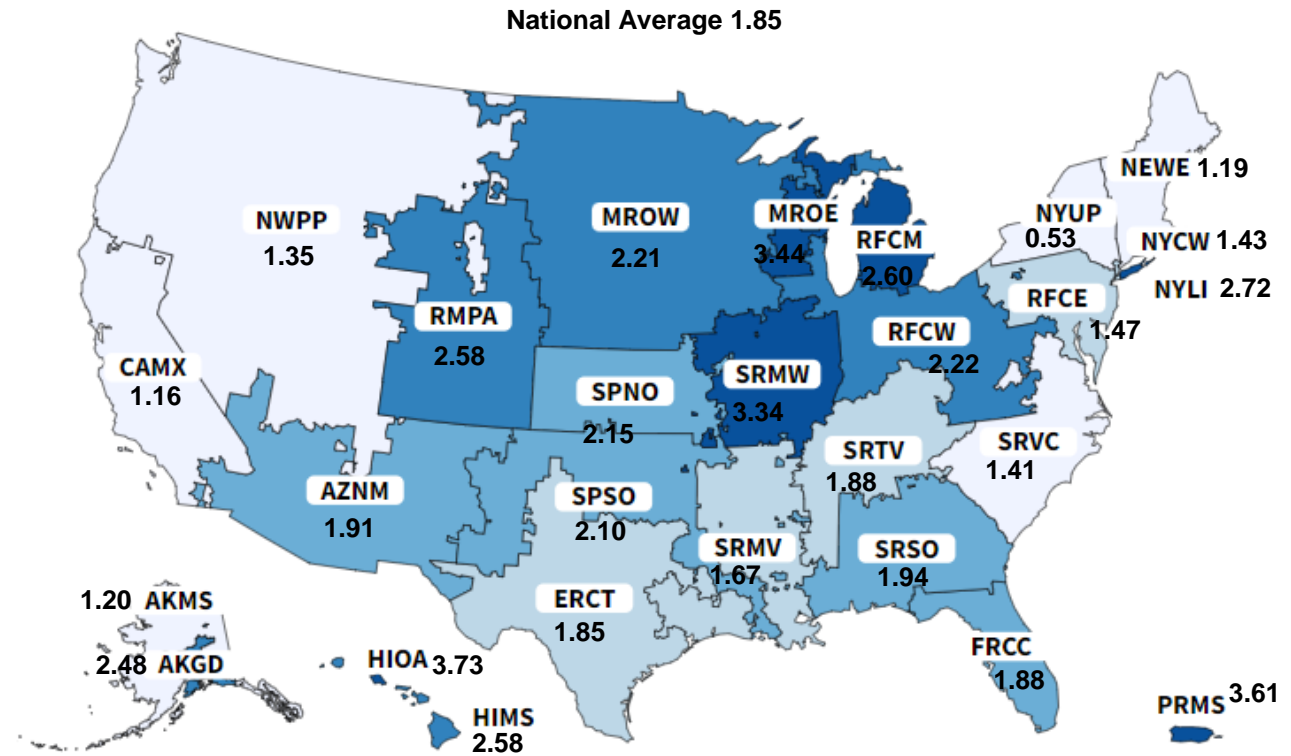 National Average 1.85
NEWE 1.19
NWPP
1.35
MROW
2.21
MROE
3.44
RFCM
2.60
NYUP
0.53
NYCW 1.43
NYLI 2.72
RFCE
1.47
RMPA
2.58
RFCW
2.22
CAMX
1.16
SPNO
2.15
SRMW
3.34
SRTV
1.88
SRVC
1.41
AZNM
1.91
SPSO
2.10
SRMV
1.67
SRSO
1.94
ERCT
1.85
1.20 AKMS
2.48 AKGD
HIOA 3.73
HIMS
2.58
FRCC
1.88
PRMS 3.61